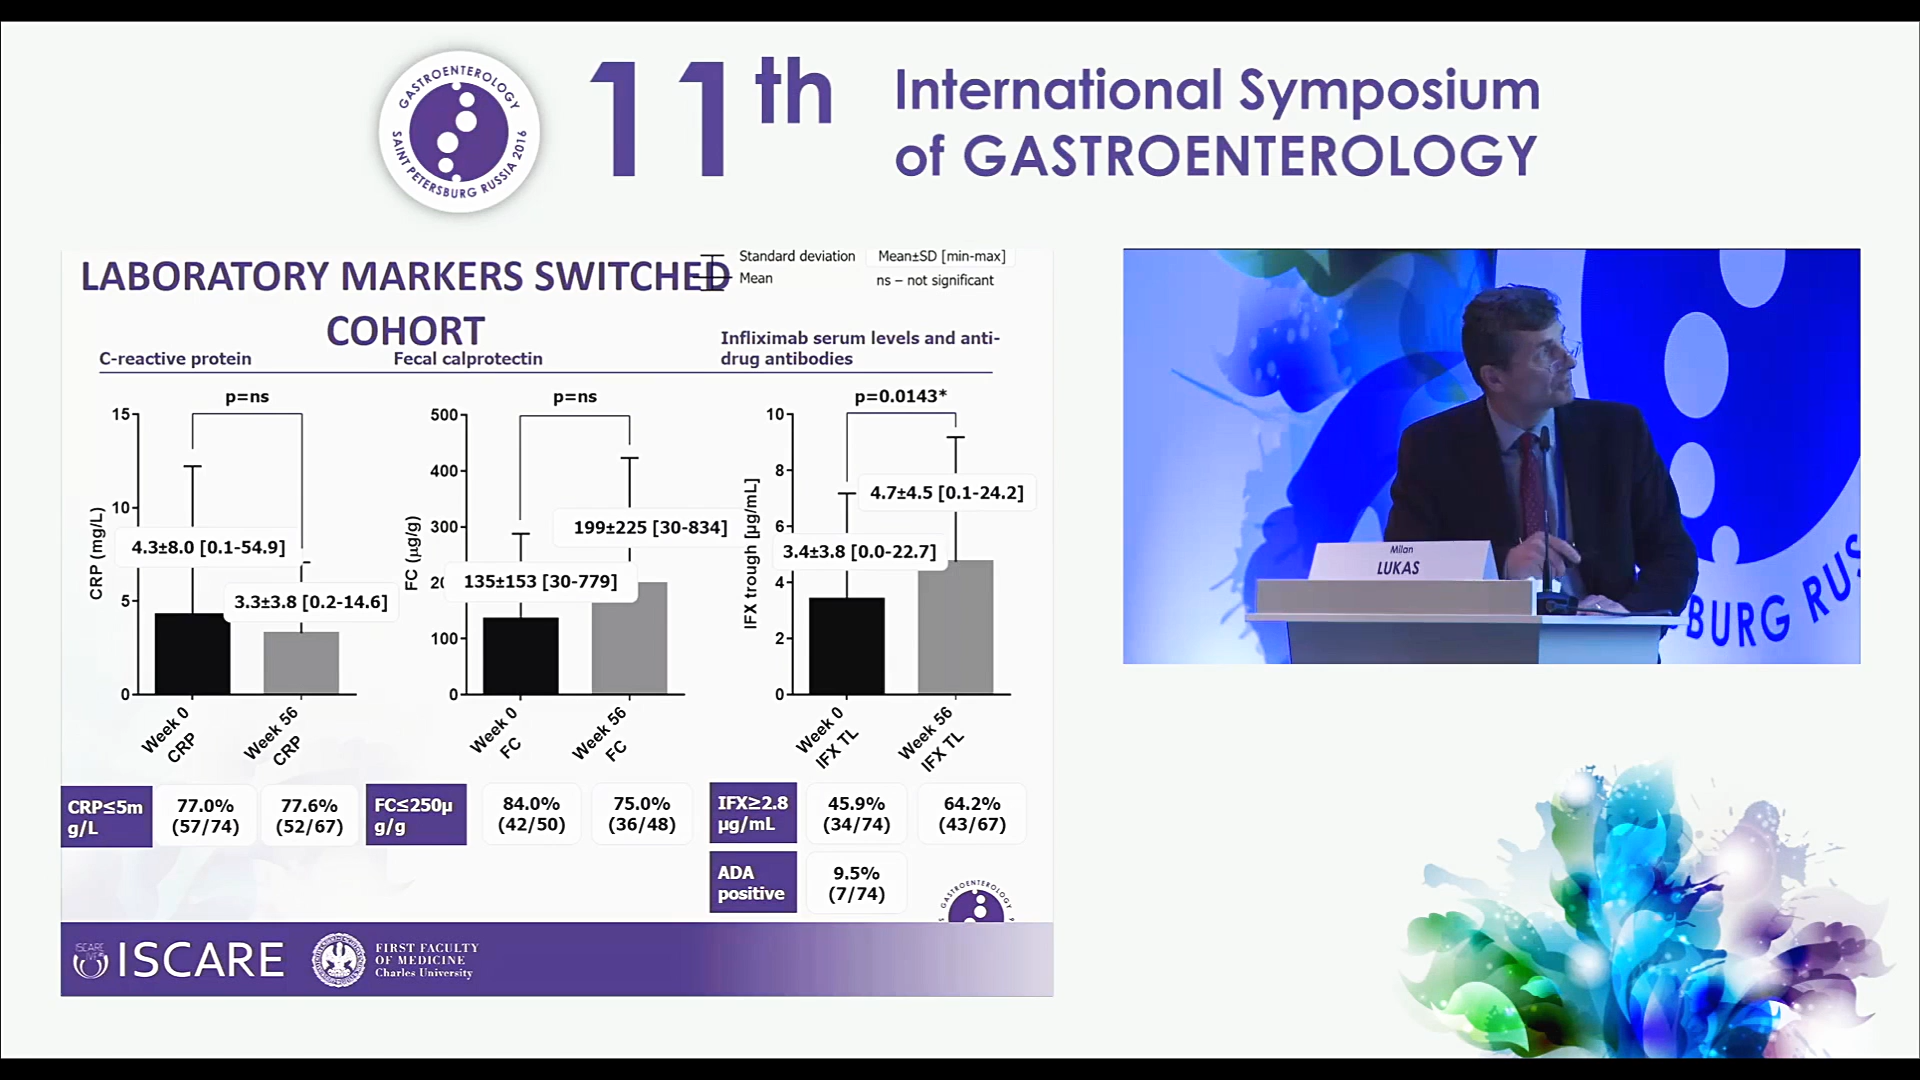 GASTROENTEROLOGY
SAINT PETERSBURG RUSSIA 2016
11th
International Symposium
of GASTROENTEROLOGY
LABORATORY MARKERS SWITCHED
COHORT
Standard deviation
Mean
Mean±SD [min-max]
ns – not significant
C-reactive protein
p=ns
CRP (mg/L)
15
10
5
0
4.3±8.0 [0.1-54.9]
3.3±3.8 [0.2-14.6]
Week 0
CRP
Week 56
CRP
Fecal calprotectin
p=ns
FC (µg/g)
500
400
300
20
100
0
135±153 [30-779]
199±225 [30-834]
Week 0
FC
Week 56
FC
Infliximab serum levels and anti-
drug antibodies
p=0.0143*
IFX trough [µg/mL]
10
8
6
4
2
0
3.4±3.8 [0.0-22.7]
4.7±4.5 [0.1-24.2]
Week 0
IFX TL
Week 56
IFX TL
CRP≤5m
g/L
77.0%
(57/74)
77.6%
(52/67)
FC≤250µ
g/g
84.0%
(42/50)
75.0%
(36/48)
IFX≥2.8
µg/mL
45.9%
(34/74)
64.2%
(43/67)
ADA
positive
9.5%
(7/74)
GASTROENTEROLOGY
ISCARE
IVF
ISCARE
FIRST FACULTY
OF MEDICINE
Charles University
Milan
LUKAS
SBURG RUS